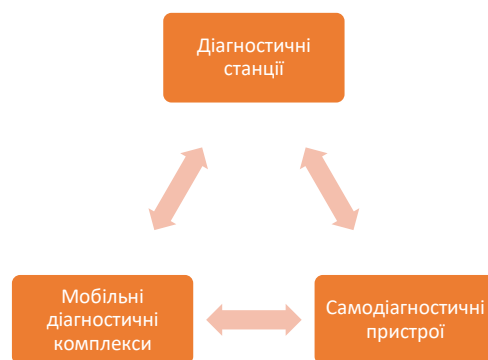 Діагностичні
станції
Мобільні
діагностичні
комплекси
Самодіагностичні
пристрої